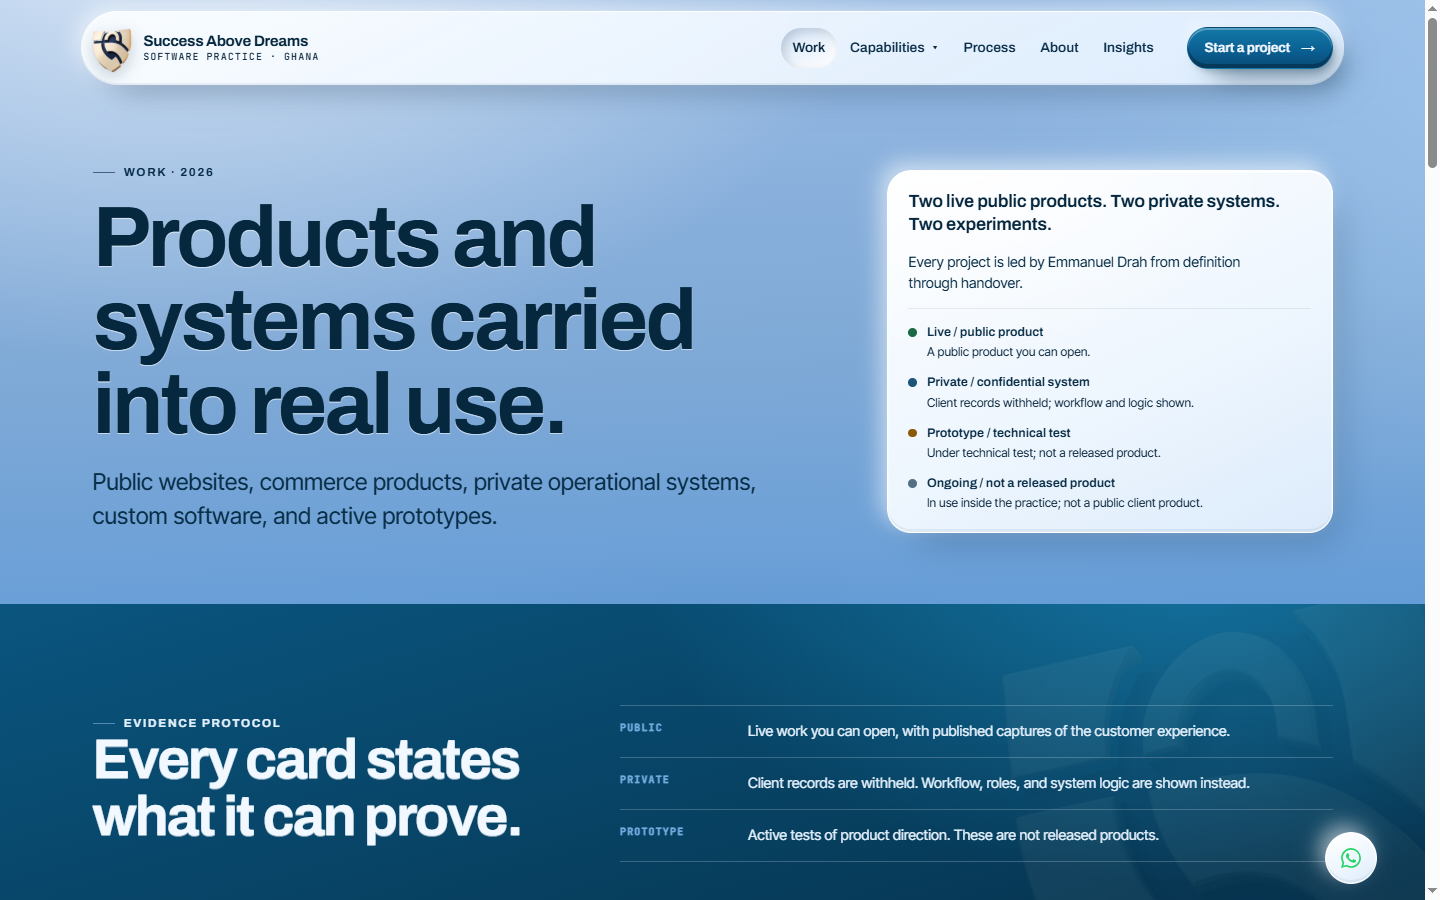 Success Above Dreams
SOFTWARE PRACTICE · GHANA
Work
Capabilities
Process
About
Insights
Start a project →
WORK · 2026
Products and
systems carried
into real use.
Public websites, commerce products, private operational systems,
custom software, and active prototypes.
Two live public products. Two private systems.
Two experiments.
Every project is led by Emmanuel Drah from definition
through handover.
Live / public product
A public product you can open.
Private / confidential system
Client records withheld; workflow and logic shown.
Prototype / technical test
Under technical test; not a released product.
Ongoing / not a released product
In use inside the practice; not a public client product.
EVIDENCE PROTOCOL
Every card states
what it can prove.
PUBLIC
Live work you can open, with published captures of the customer experience.
PRIVATE
Client records are withheld. Workflow, roles, and system logic are shown instead.
PROTOTYPE
Active tests of product direction. These are not released products.